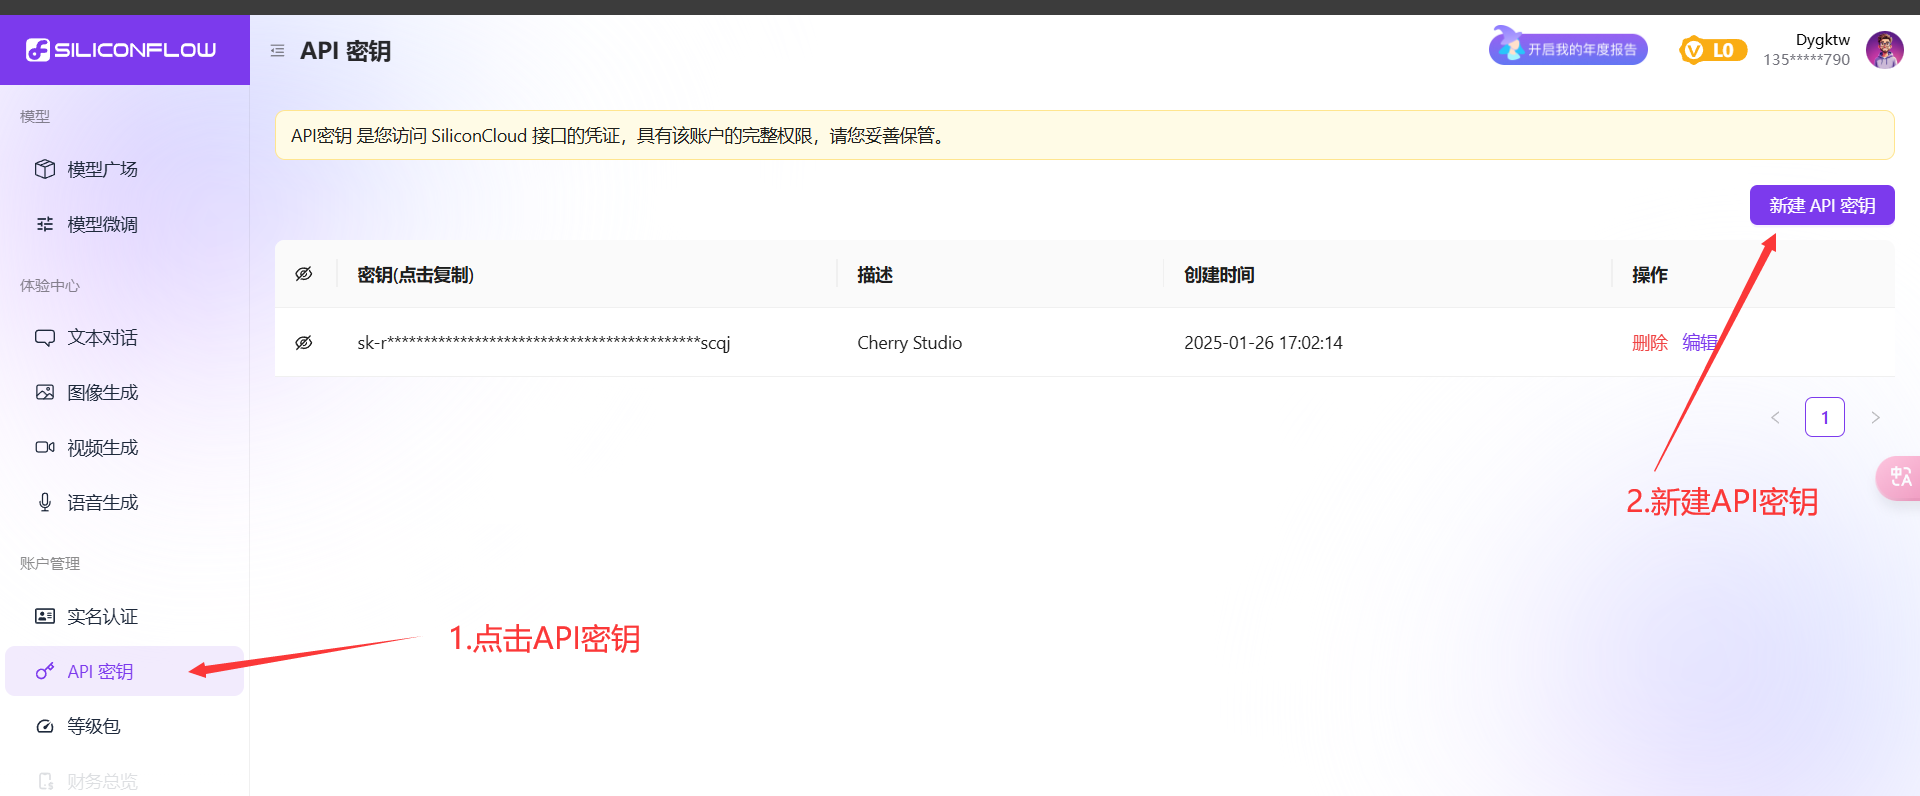 SILICONFLOW
API 密钥
开启我的年度报告
V L0
Dygktw
135*****790
模型
模型广场
模型微调
体验中心
文本对话
图像生成
视频生成
语音生成
账户管理
实名认证
API 密钥
等级包
财务总览
API密钥 是您访问 SiliconCloud 接口的凭证，具有该账户的完整权限，请您妥善保管。
新建 API 密钥
密钥(点击复制) 描述 创建时间 操作
sk-r*******************************************scqj Cherry Studio 2025-01-26 17:02:14 删除 编辑
1
中 A
2.新建API密钥
1.点击API密钥